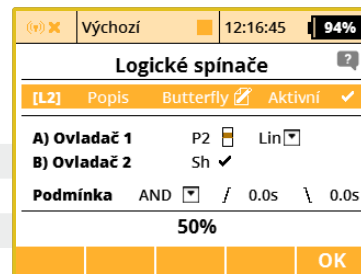 Výchozí 12:16:45 94%
Logické spínače ?
[L2] Popis Butterfly Aktivní
A) Ovladač 1 P2 Lin
B) Ovladač 2 Sh
Podmínka AND / 0.0s \ 0.0s
50%
OK